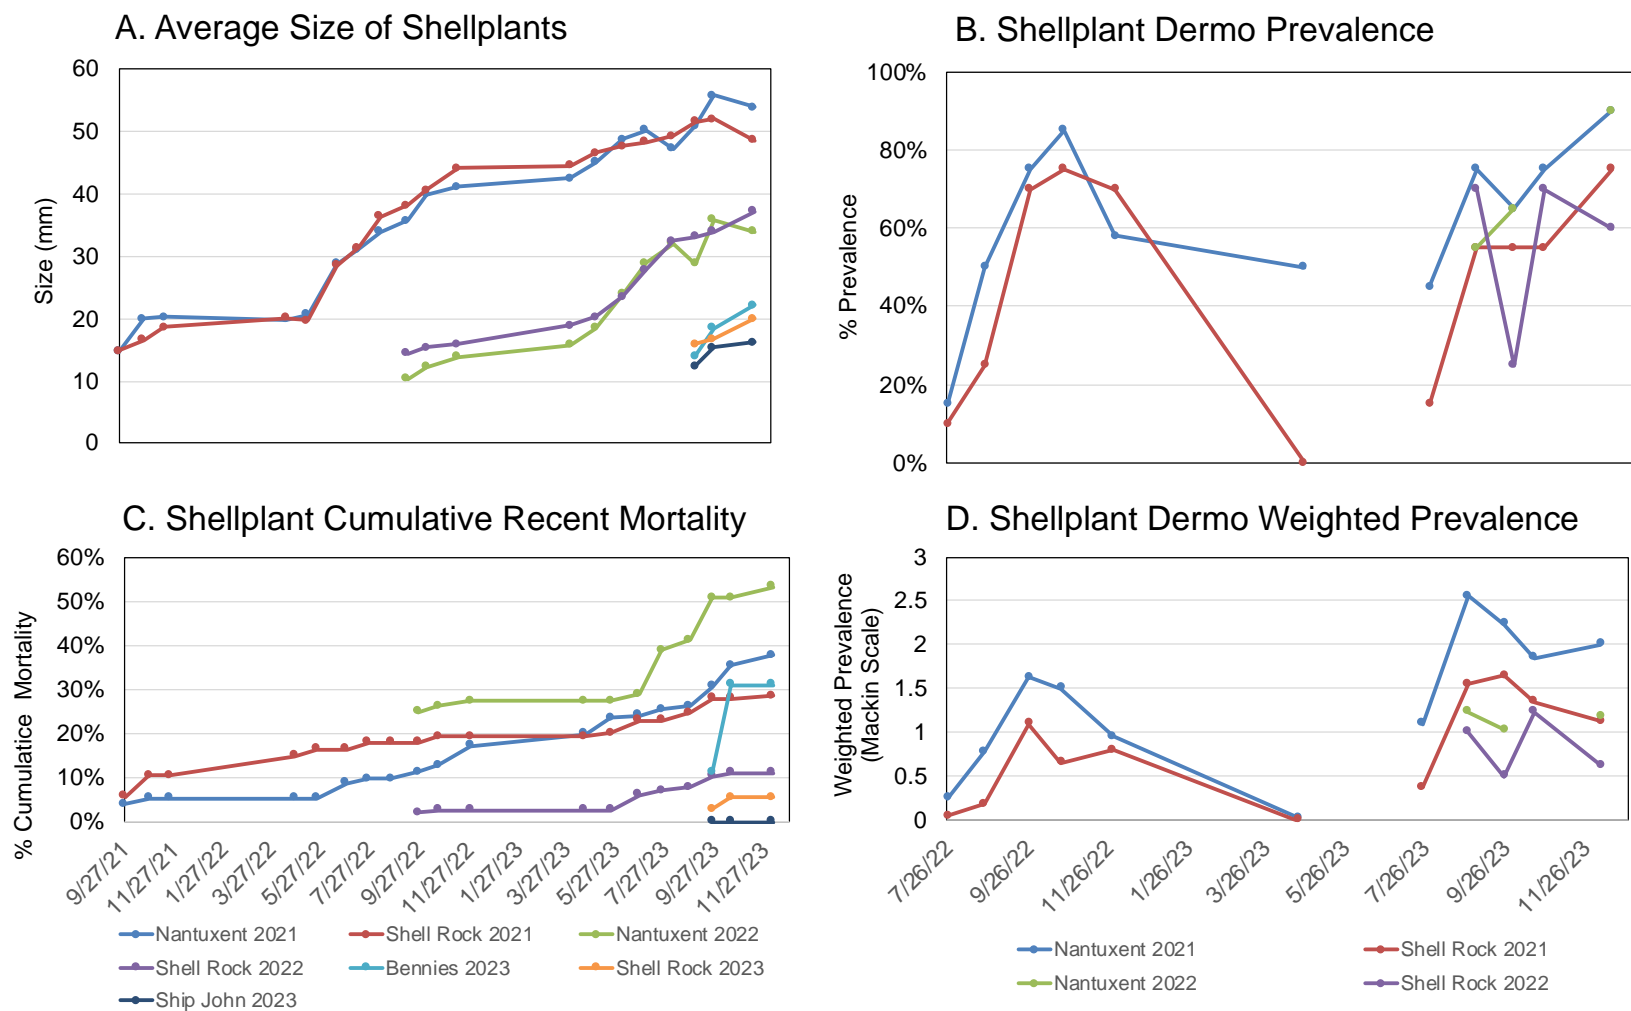 A. Average Size of Shellplants
60
50
40
30
20
10
0
Size (mm)
B. Shellplant Dermo Prevalence
100%
80%
60%
40%
20%
0%
% Prevalence
C. Shellplant Cumulative Recent Mortality
60%
50%
40%
30%
20%
10%
0%
% Cumulatice Mortality
9/27/21
11/27/21
1/27/22
3/27/22
5/27/22
7/27/22
9/27/22
11/27/22
1/27/23
3/27/23
5/27/23
7/27/23
9/27/23
11/27/23
Nantuxent 2021
Shell Rock 2021
Nantuxent 2022
Shell Rock 2022
Bennies 2023
Shell Rock 2023
Ship John 2023
D. Shellplant Dermo Weighted Prevalence
3
2.5
2
1.5
1
0.5
0
Weighted Prevalence
(Mackin Scale)
7/26/22
9/26/22
11/26/22
1/26/23
3/26/23
5/26/23
7/26/23
9/26/23
11/26/23
Nantuxent 2021
Shell Rock 2021
Nantuxent 2022
Shell Rock 2022